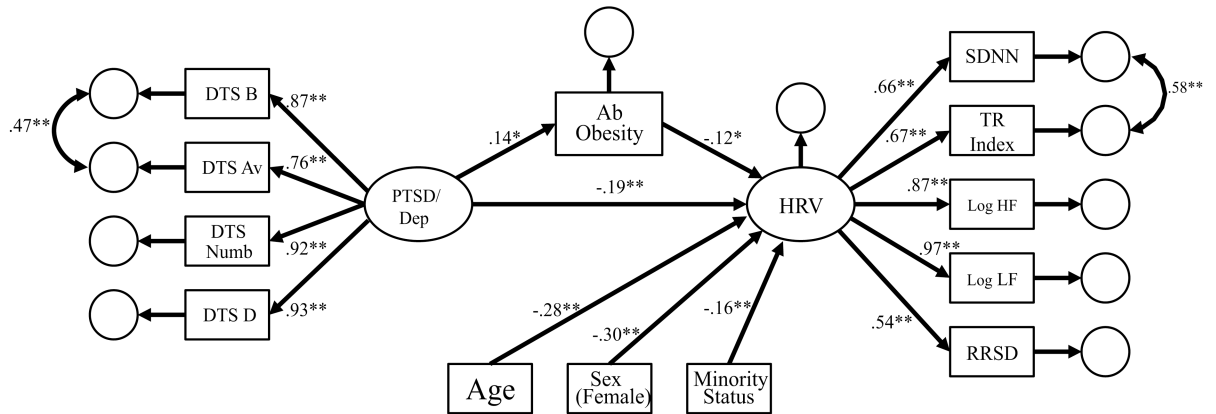 .47**
DTS B
.87**
DTS Av
.76**
DTS
Numb
.92**
DTS D
.93**
PTSD/
Dep
.14*
Ab
Obesity
-.12*
-.19**
HRV
-.28**
-.30**
-.16**
Age
Sex
(Female)
Minority
Status
.66**
SDNN
.67**
TR
Index
.58**
.87**
Log HF
.97**
Log LF
.54**
RRSD